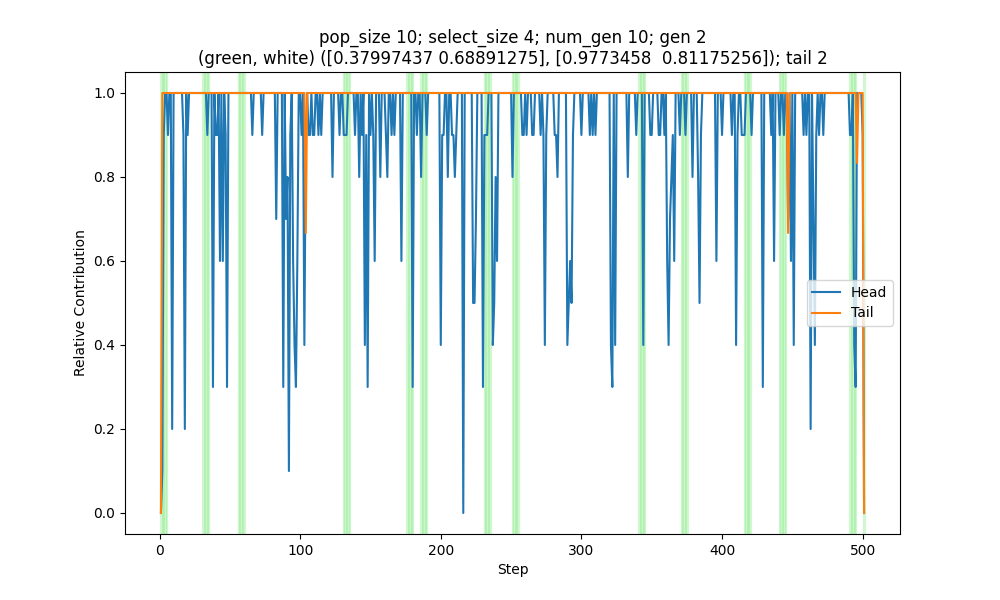 pop_size 10; select_size 4; num_gen 10; gen 2
(green, white) ([0.37997437 0.68891275], [0.9773458  0.81175256]); tail 2
1.0
0.8
0.6
0.4
0.2
0.0
Relative Contribution
Head
Tail
0
100
200
300
400
500
Step